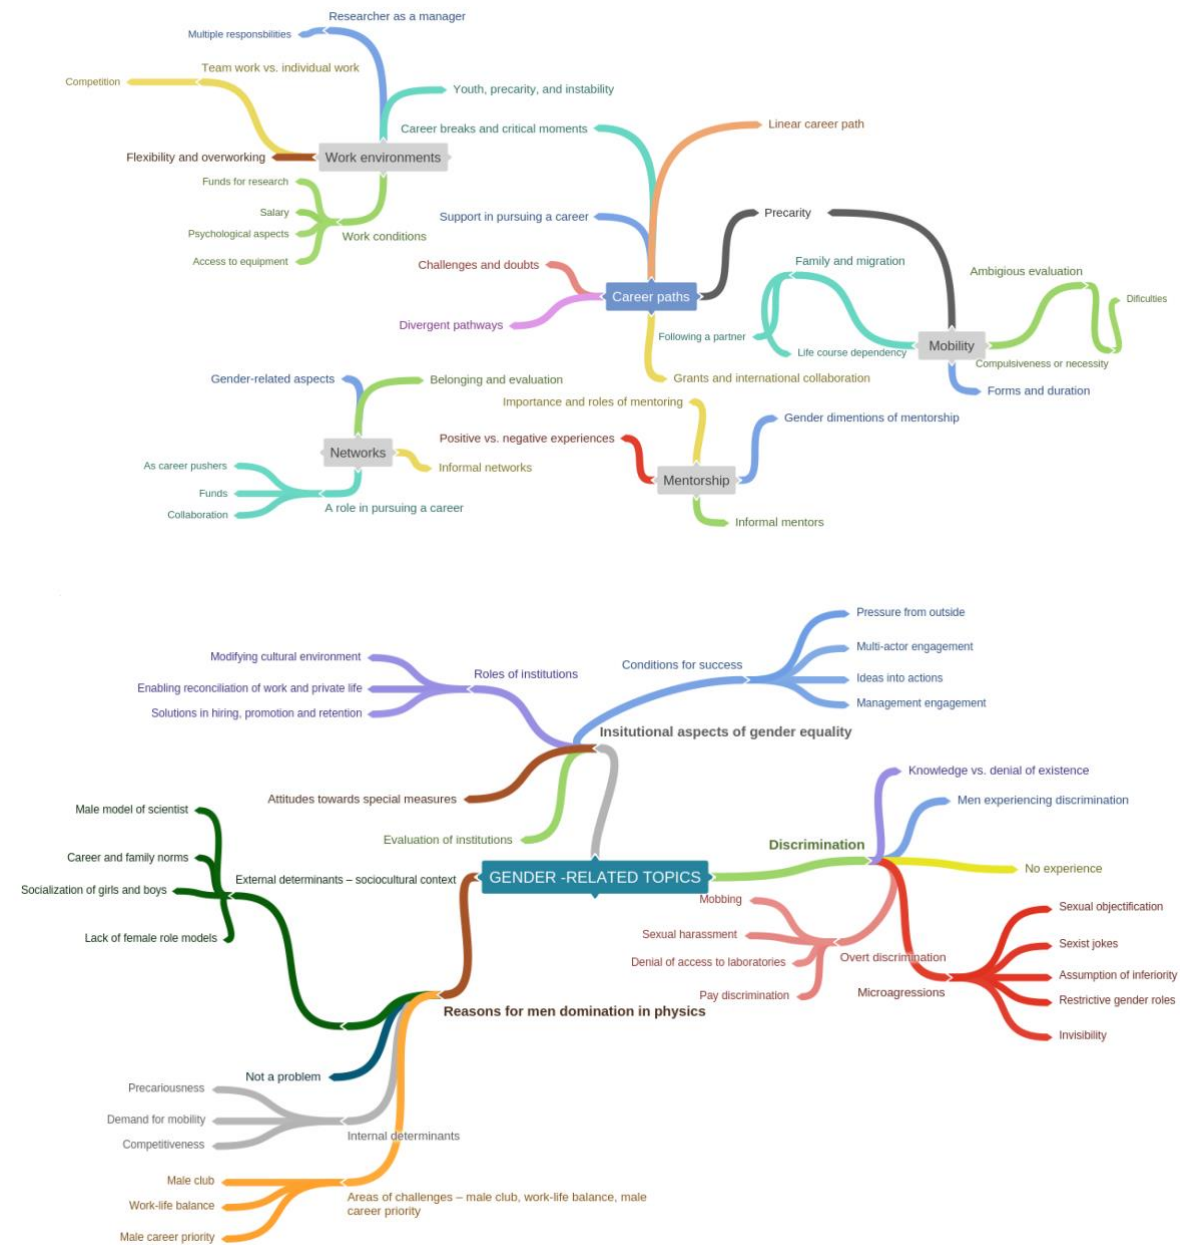 Researcher as a manager
Multiple responsbilities
Team work vs. individual work
Competition
Youth, precarity, and instability
Career breaks and critical moments
Linear career path
Flexibility and overworking
Work environments
Funds for research
Salary
Psychological aspects
Work conditions
Access to equipment
Support in pursuing a career
Precarity
Challenges and doubts
Career paths
Divergent pathways
Family and migration
Ambigious evaluation
Dificulties
Following a partner
Life course dependency
Mobility
Compulsiveness or necessity
Grants and international collaboration
Forms and duration
Gender-related aspects
Belonging and evaluation
Importance and roles of mentoring
Gender dimentions of mentorship
Positive vs. negative experiences
Networks
Informal networks
As career pushers
Funds
Collaboration
A role in pursuing a career
Mentorship
Informal mentors
Pressure from outside
Modifying cultural environment
Roles of institutions
Conditions for success
Multi-actor engagement
Enabling reconciliation of work and private life
Ideas into actions
Solutions in hiring, promotion and retention
Management engagement
Insitutional aspects of gender equality
Attitudes towards special measures
Evaluation of institutions
Knowledge vs. denial of existence
Men experiencing discrimination
Discrimination
No experience
Male model of scientist
Career and family norms
Socialization of girls and boys
External determinants – sociocultural context
Lack of female role models
GENDER -RELATED TOPICS
Mobbing
Sexual harassment
Denial of access to laboratories
Overt discrimination
Pay discrimination
Microagressions
Sexual objectification
Sexist jokes
Assumption of inferiority
Restrictive gender roles
Invisibility
Reasons for men domination in physics
Not a problem
Precariousness
Demand for mobility
Competitiveness
Internal determinants
Male club
Work-life balance
Male career priority
Areas of challenges – male club, work-life balance, male
career priority